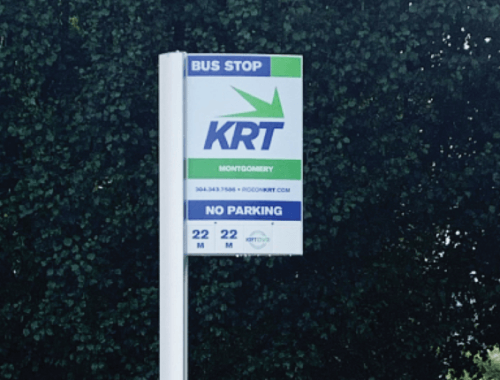 BUS STOP
KRT
MONTGOMERY
304.343.7586 • RIDEONKRT.COM
NO PARKING
22 22
M M